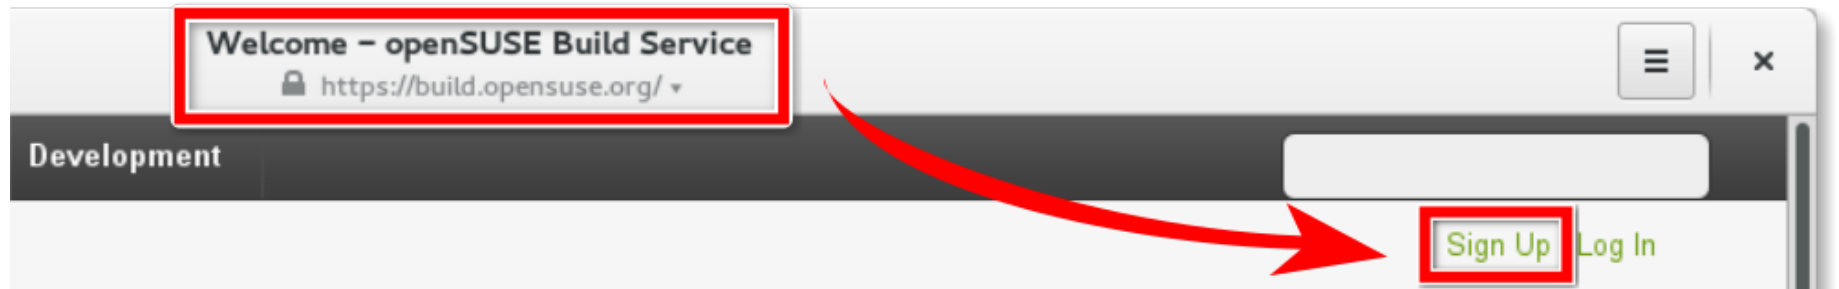 Welcome – openSUSE Build Service
https://build.opensuse.org/
Development
Sign Up Log In